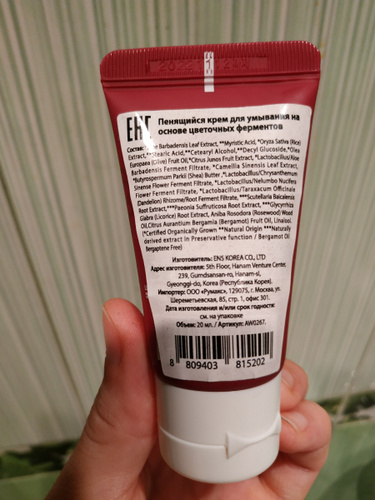 EAC
Пенящийся крем для умывания на
основе цветочных ферментов
Barbadensis Leaf Extract, **Myristic Acid, *Oryza Sativa (Rice)
Extract,**Stearic Acid,**Cetearyl Alcohol,**Decyl Glucoside,*Olea
Europaea (Olive) Fruit Oil,*Citrus Junos Fruit Extract, *Lactobacillus/Aloe
Barbadensis Ferment Filtrate, *Camellia Sinensis Leaf Extract,
*Butyrospermum Parkii (Shea) Butter , *Lactobacillus/Chrysanthemum
Sinense Flower Ferment Filtrate, *Lactobacillus/Nelumbo Nucifera
Flower Ferment Filtrate, *Lactobacillus/Taraxacum Officinale
(Dandelion) Rhizome/Root Ferment Filtrate, ***Scutellaria Baicalensis
Root Extract,***Paeonia Suffruticosa Root Extract, ***Glycyrrhiza
Glabra (Licorice) Root Extract, Aniba Rosodora (Rosewood) Wood
Oil,Citrus Aurantium Bergamia (Bergamot) Fruit Oil, Linalool.
(*Certified Organically Grown **Natural Origin ***Naturally
derived extract in Preservative function / Bergamot Oil
Bergaptene Free)
Изготовитель: ENS KOREA CO., LTD
Адрес изготовителя: 5th Floor, Hanam Venture Center,
239, Gumdansan-ro, Hanam-si,
Gyeonggi-do, Korea (Республика Корея).
Импортер: ООО «Румакс», 129075, г. Москва, ул.
Шереметьевская, 85, стр. 1, офис 301.
Дата изготовления и/или срок годности:
см. на упаковке
Объем: 20 мл. / Артикул: AW0267.
8 809403 815202